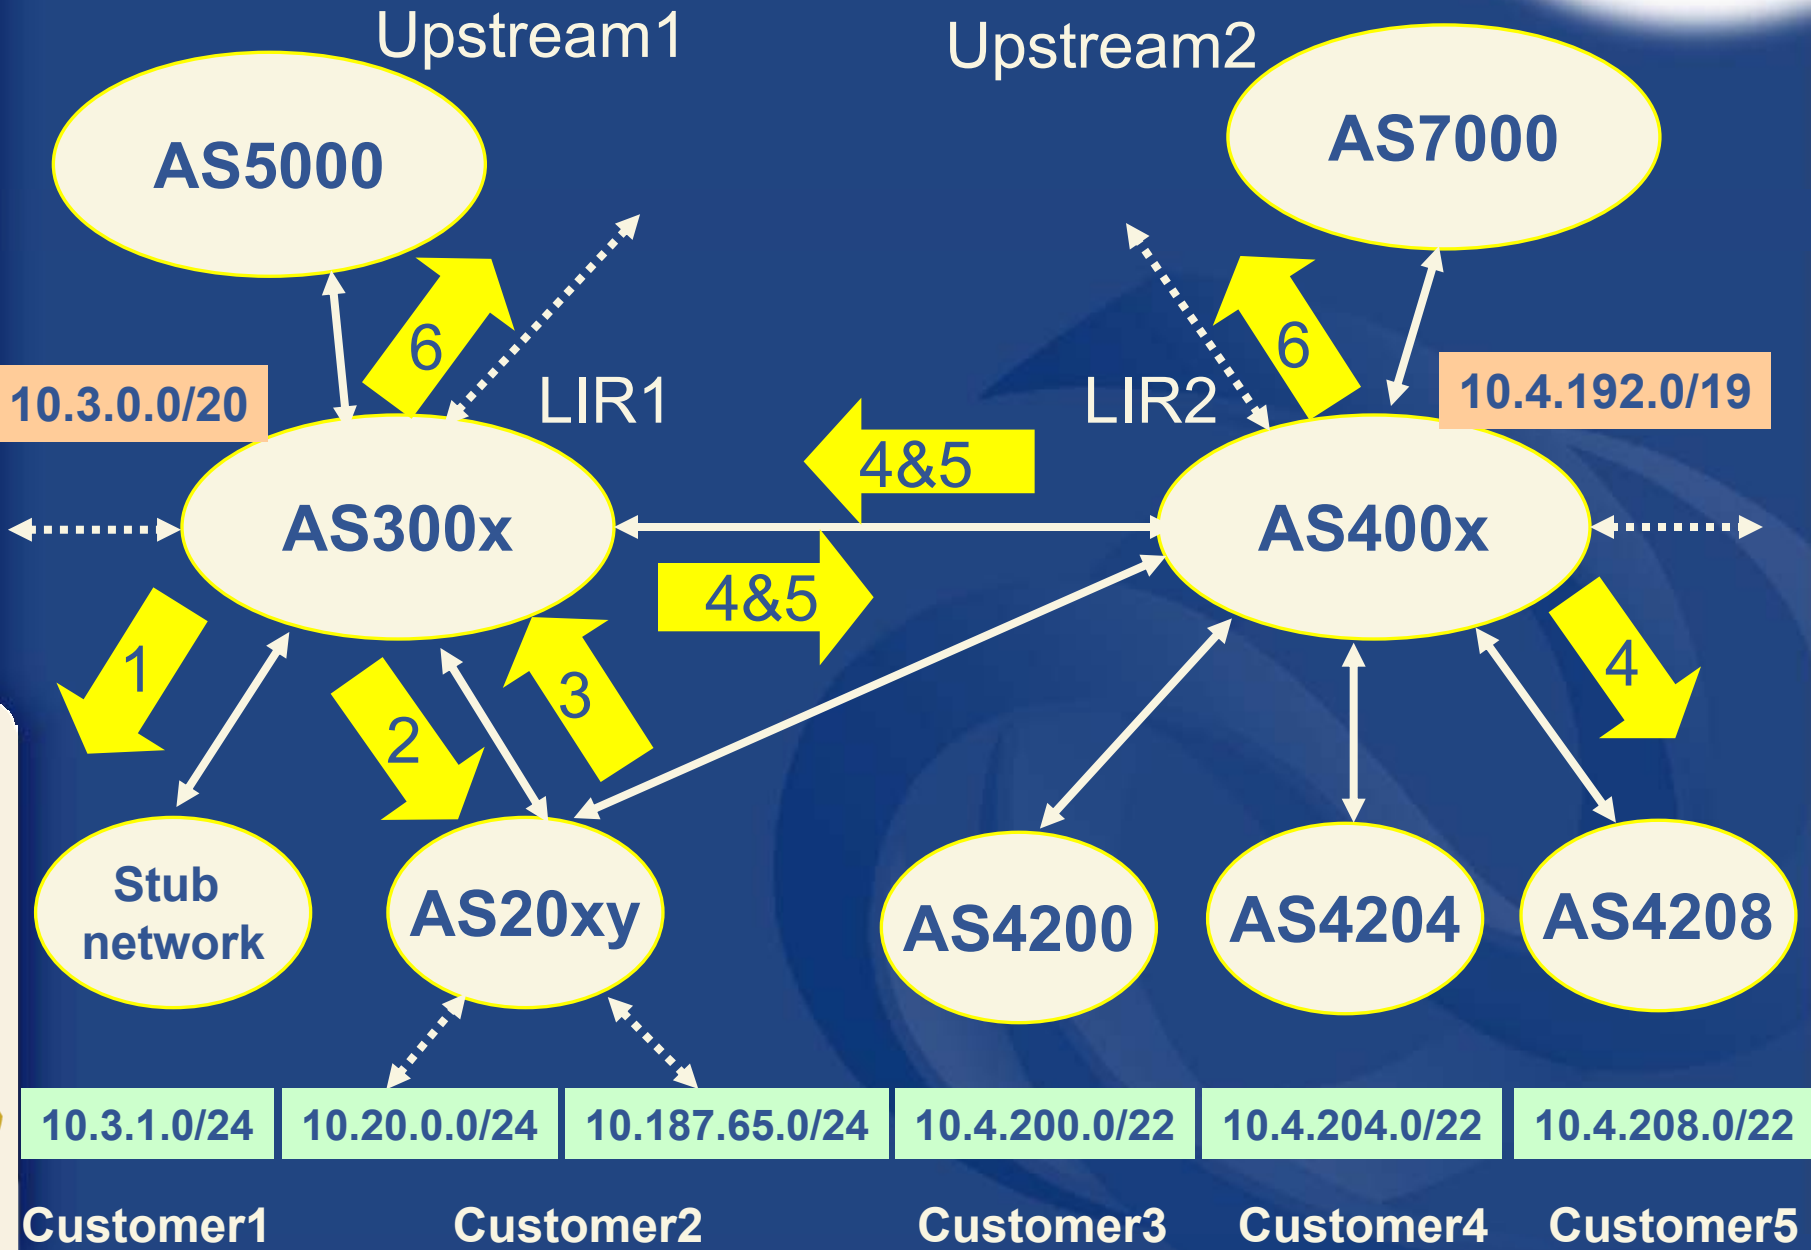 Upstream1
Upstream2
AS5000
AS7000
6
6
10.3.0.0/20
LIR1
LIR2
10.4.192.0/19
4&5
AS300x
AS400x
4&5
1
2
3
4
Stub
network
AS20xy
AS4200
AS4204
AS4208
10.3.1.0/24
10.20.0.0/24
10.187.65.0/24
10.4.200.0/22
10.4.204.0/22
10.4.208.0/22
Customer1
Customer2
Customer3
Customer4
Customer5